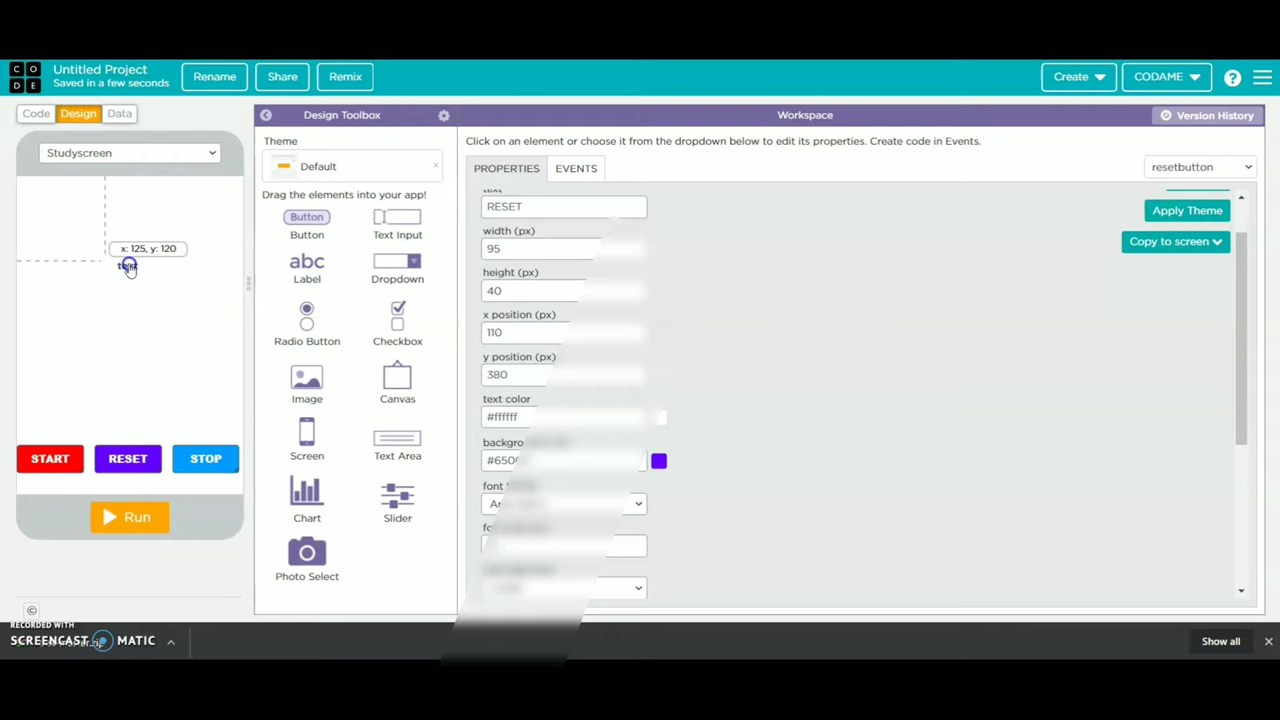 CO
DE
Untitled Project
Saved in a few seconds
Rename
Share
Remix
Create
CODAME
?
Code
Design
Data
Design Toolbox
Workspace
Version History
Studyscreen
Theme
Default
Drag the elements into your app!
Button
Button
Text Input
abc
Label
Dropdown
Radio Button
Checkbox
Image
Canvas
Screen
Text Area
Chart
Slider
Photo Select
Click on an element or choose it from the dropdown below to edit its properties. Create code in Events.
PROPERTIES
EVENTS
resetbutton
text
RESET
width (px)
95
height (px)
40
x position (px)
110
y position (px)
380
text color
#ffffff
Apply Theme
Copy to screen
x: 125, y: 120
text
START
RESET
STOP
Run
©
RECORDED WITH
SCREENCAST MATIC
Show all